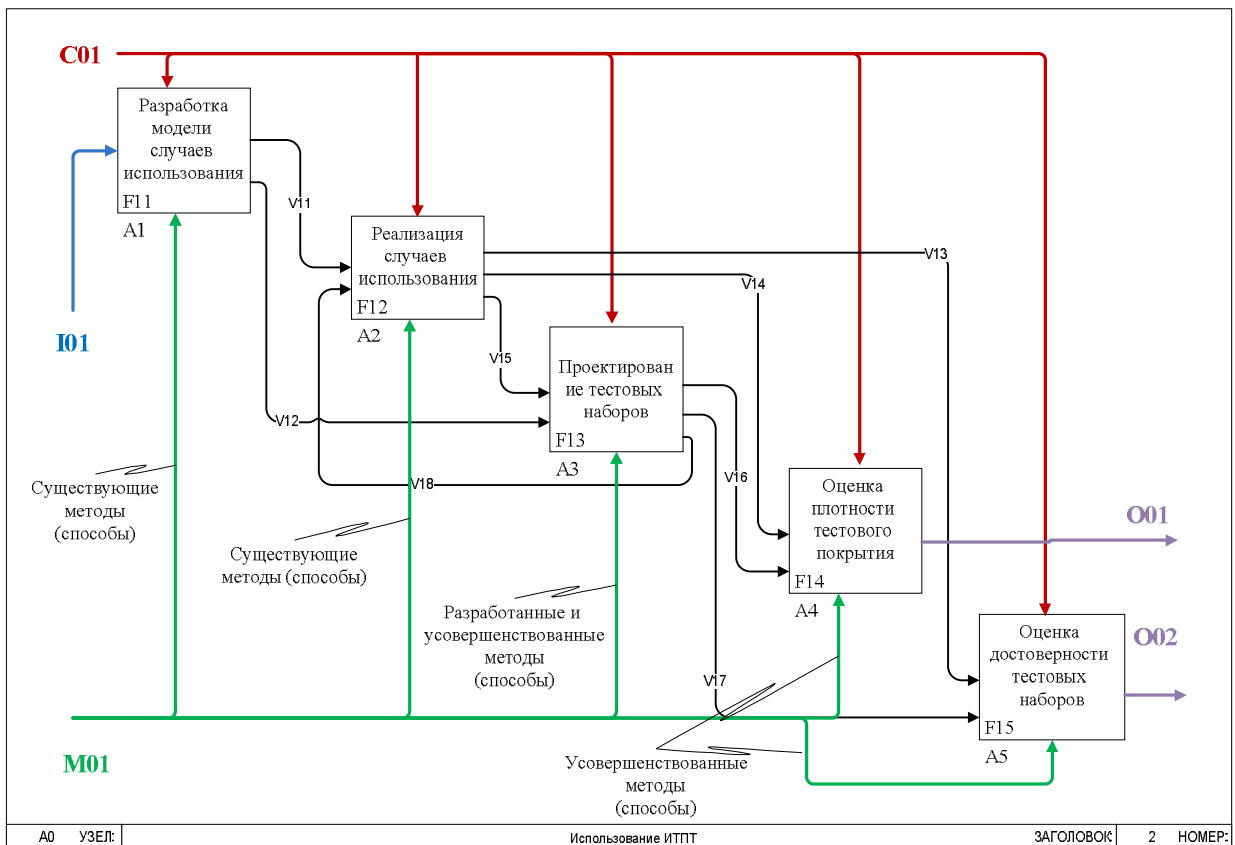 C01
Разработка
модели
случаев
использования
F11
A1
I01
V11
V12
Реализация
случаев
использования
F12
A2
V13
V14
V15
Проектирован
ие тестовых
наборов
F13
A3
V16
V18
V17
Существующие
методы
(способы)
Существующие
методы (способы)
Разработанные и
усовершенствованные
методы
(способы)
Оценка
плотности
тестового
покрытия
F14
A4
O01
Оценка
достоверности
тестовых
наборов
F15
A5
O02
M01
Усовершенствованные
методы
(способы)
A0 УЗЕЛ: Использование ИТПТ ЗАГОЛОВОК: 2 НОМЕР: